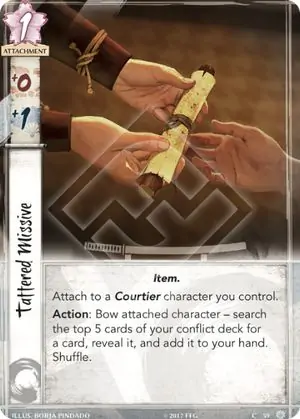 1
ATTACHMENT
+0
+1
Tattered Missive
Item.
Attach to a Courtier character you control.
Action: Bow attached character – search
the top 5 cards of your conflict deck for
a card, reveal it, and add it to your hand.
Shuffle.
ILLUS. BORJA PINDADO
© 2017 FFG
C 59